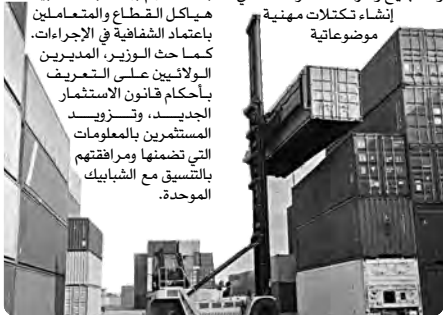 إنشاء تكتلات مهنية
موضوعاتية
هياكل القطاع والمتعاملين
باعتماد الشفافية في الإجراءات.
كما حث الوزير، المديرين
الولائيين على التعريف
بأحكام قانون الاستثمار
الجديد، وتزويد
المستثمرين بالمعلومات
التي تضمنها ومرافقتهم
بالتنسيق مع الشبابيك
الموحدة.